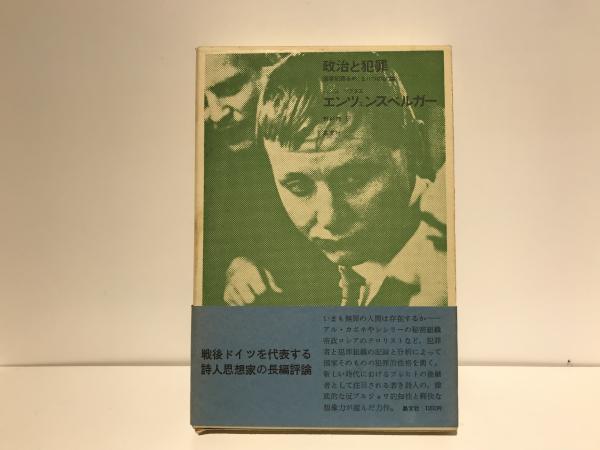 政治と犯罪
エンツェンスベルガー
戦後ドイツを代表する
詩人思想家の長編評論
いまも無罪の人間は存在するか――
アル・カポネやシシリーの秘密組織
帝政ロシアのテロリストなど、犯罪
者と犯罪組織の記録と分析によって
国家そのものの犯罪的性格を衝く。
新しい時代におけるブレヒトの後継
者として注目される若き詩人の、徹
底的な反ブルジョワ的知性と輝快な
想像力が産んだ力作。 晶文社